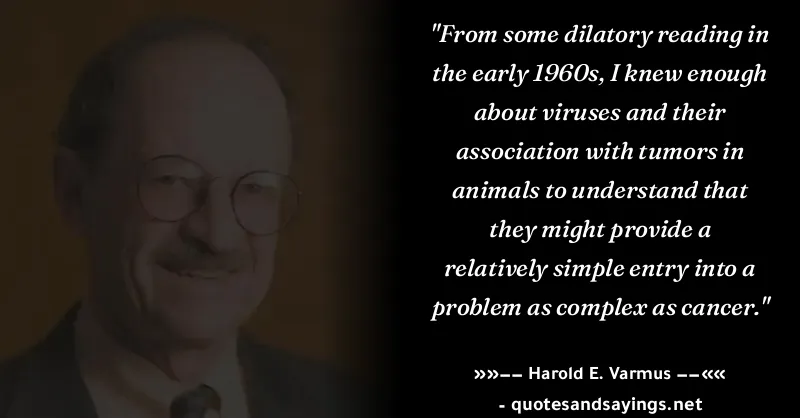 "From some dilatory reading in
the early 1960s, I knew enough
about viruses and their
association with tumors in
animals to understand that
they might provide a
relatively simple entry into a
problem as complex as cancer."
»»−− Harold E. Varmus −−««
- quotesandsayings.net